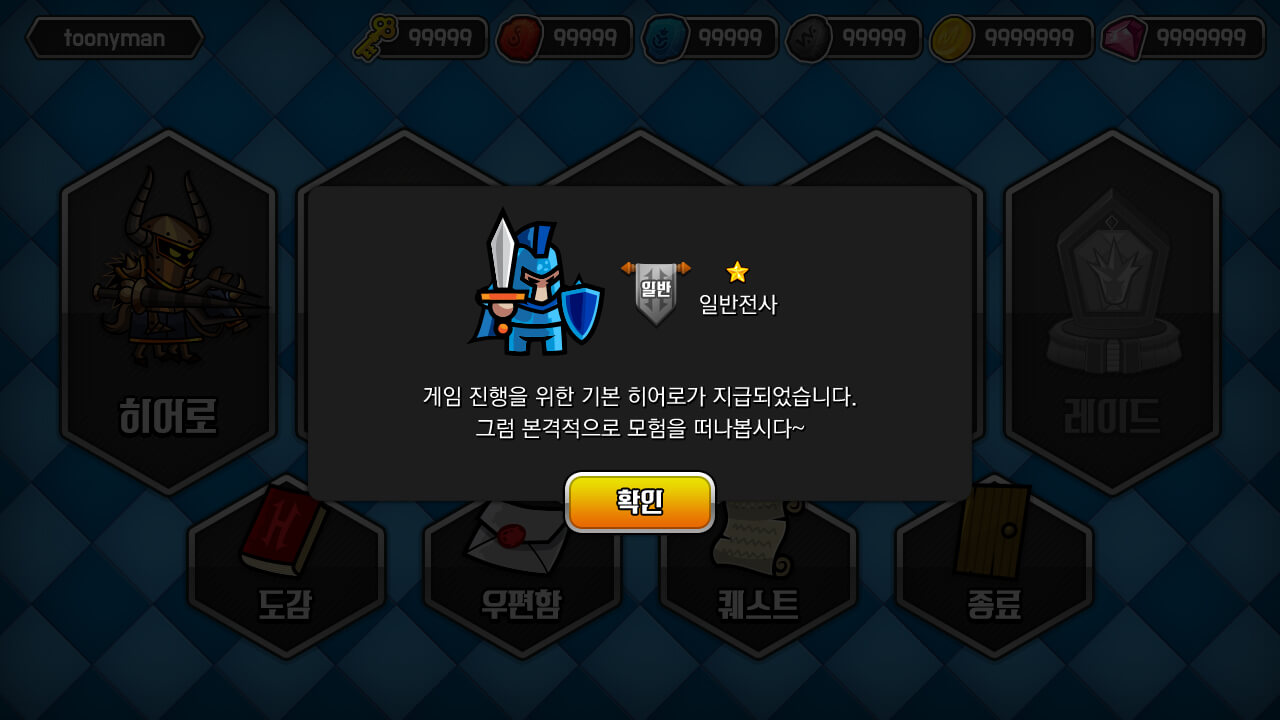 toonyman
99999
99999
99999
99999
9999999
9999999
일반
일반전사
게임 진행을 위한 기본 히어로가 지급되었습니다.
그럼 본격적으로 모험을 떠나봅시다~
확인
히어로
레이드
도감
우편함
퀘스트
종료